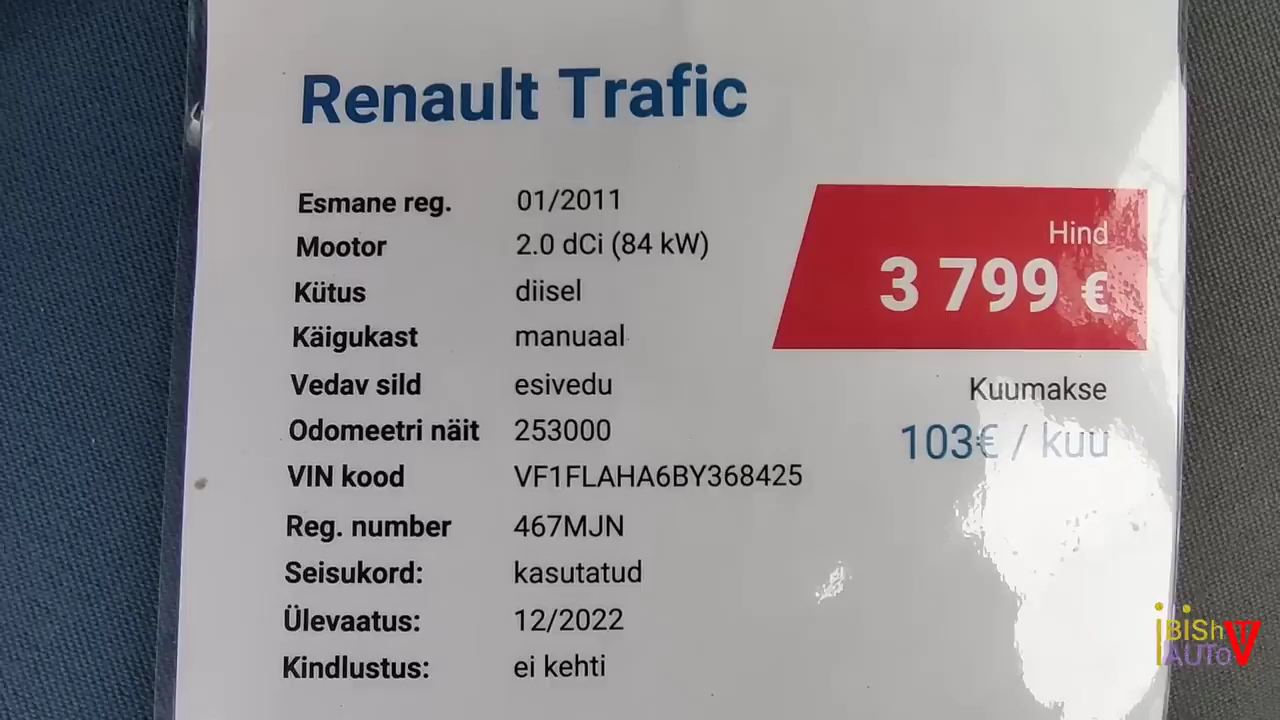 Renault Trafic
Esmane reg. 01/2011
Mootor 2.0 dCi (84 kW)
Kütus diisel
Käigukast manuaal
Vedav sild esivedu
Odomeetri näit 253000
VIN kood VF1FLAHA6BY368425
Reg. number 467MJN
Seisukord: kasutatud
Ülevaatus: 12/2022
Kindlustus: ei kehti
Hind
3 799 €
Kuumakse
103€ / kuu
iBiSh TV
AUTO